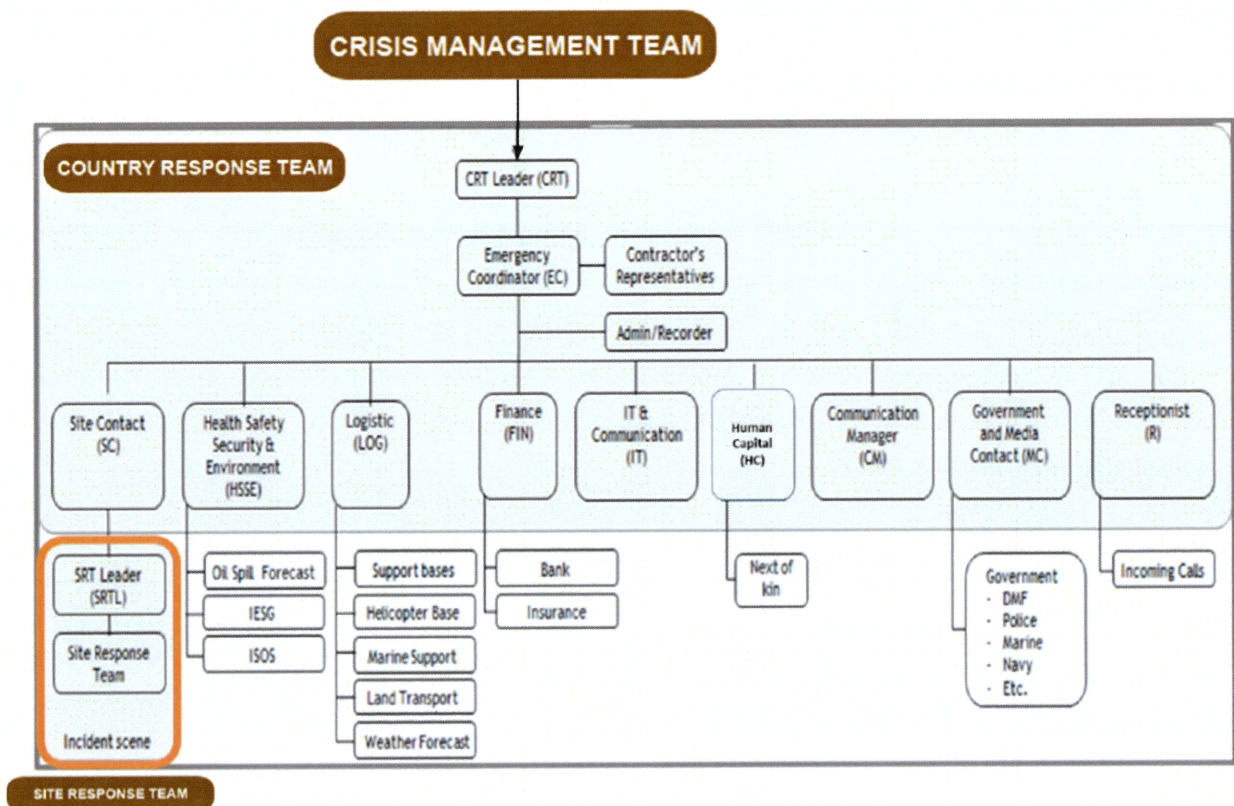 CRISIS MANAGEMENT TEAM
COUNTRY RESPONSE TEAM
CRT Leader (CRT)
Emergency
Coordinator (EC)
Contractor's
Representatives
Admin/Recorder
Site Contact
(SC)
Health Safety
Security &
Environment
(HSSE)
Logistic
(LOG)
Finance
(FIN)
IT &
Communication
(IT)
Human
Capital
(HC)
Communication
Manager
(CM)
Government
and Media
Contact (MC)
Receptionist
(R)
SRT Leader
(SRTL)
Site Response
Team
Incident scene
Oil Spill Forecast
IESG
ISOS
Support bases
Helicopter Base
Marine Support
Land Transport
Weather Forecast
Bank
Insurance
Next of
kin
Government
- DMF
- Police
- Marine
- Navy
- Etc.
Incoming Calls
SITE RESPONSE TEAM